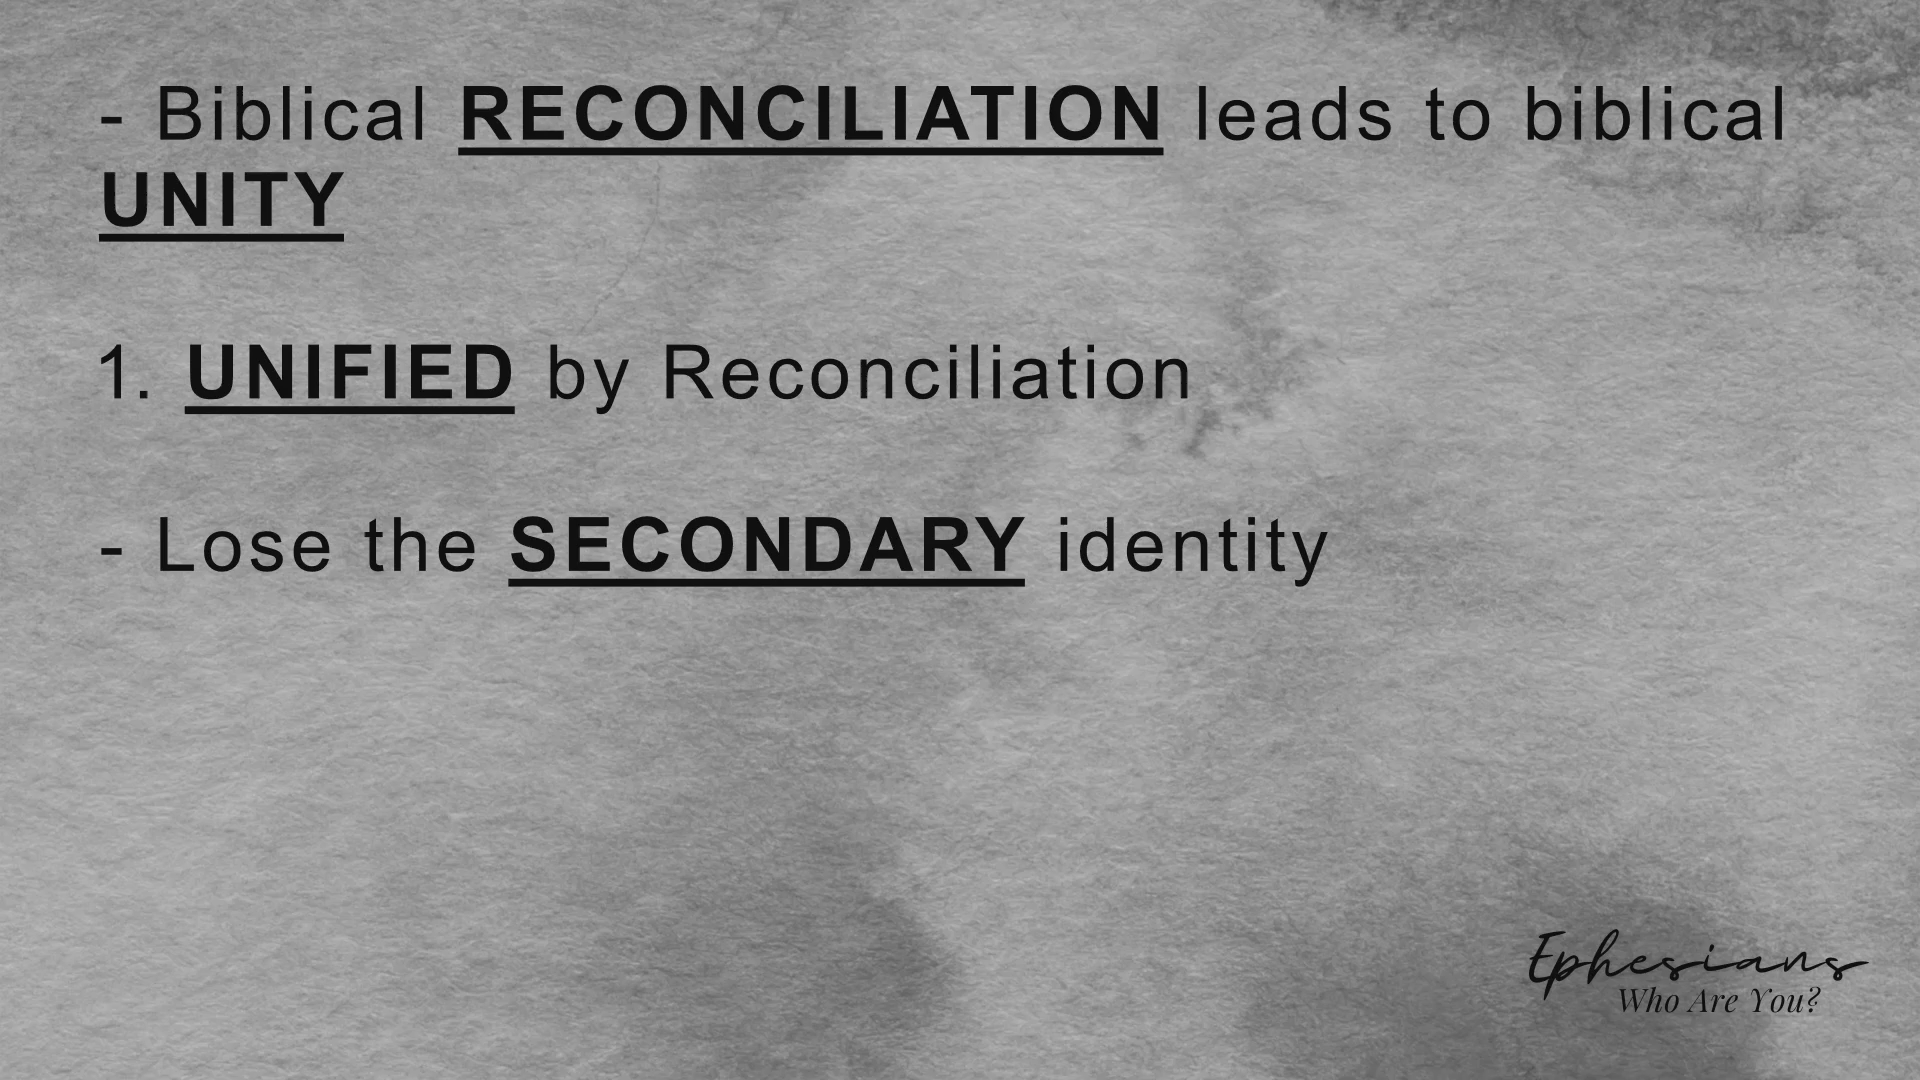 - Biblical RECONCILIATION leads to biblical
UNITY
1. UNIFIED by Reconciliation
- Lose the SECONDARY identity
Ephesians
Who Are You?